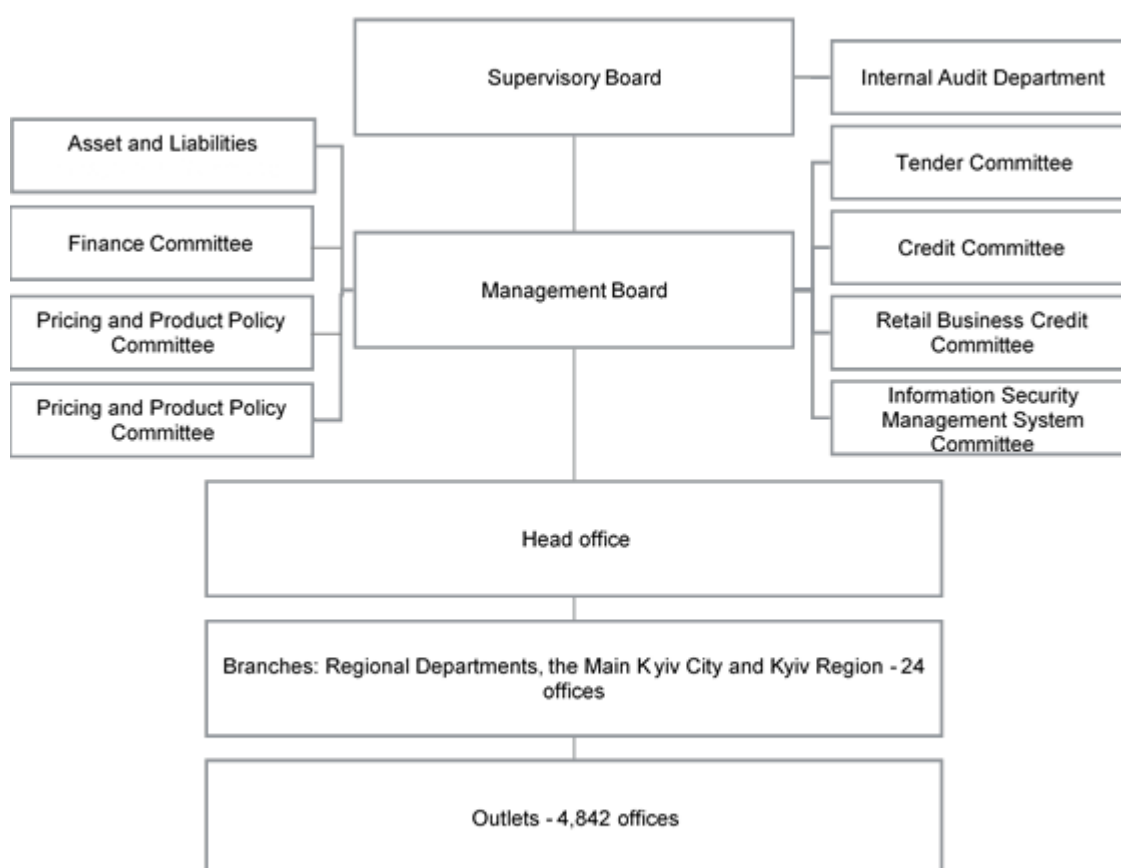 Supervisory Board
Internal Audit Department
Asset and Liabilities
Tender Committee
Finance Committee
Credit Committee
Management Board
Pricing and Product Policy
Committee
Retail Business Credit
Committee
Pricing and Product Policy
Committee
Information Security
Management System
Committee
Head office
Branches: Regional Departments, the Main Kyiv City and Kyiv Region - 24
offices
Outlets - 4,842 offices